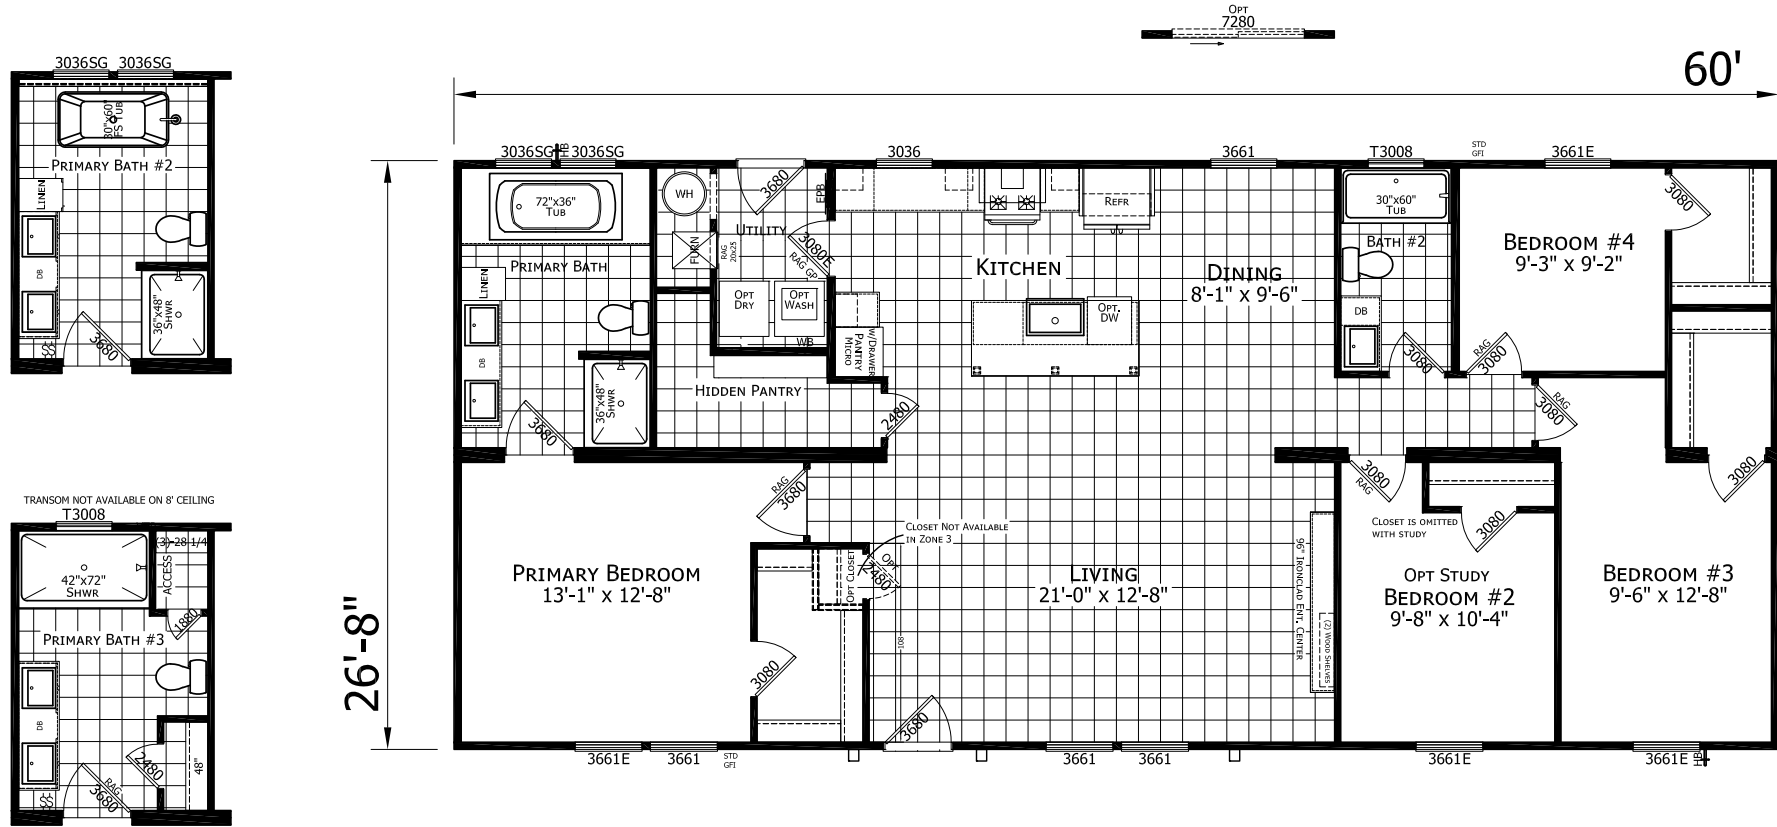 OPT
7280
60'
26'-8"
3036SG 3036SG
30"x60"
FS TUB
PRIMARY BATH #2
LINEN
DB
36"x48"
SHWR
3680
TRANSOM NOT AVAILABLE ON 8' CEILING
T3008
(3)-28 1/4
ACCESS
42"x72"
SHWR
1880
PRIMARY BATH #3
DB
2480
48"
RAG
3680
3036SG
HB
3036SG
3036
3661
T3008
STD
GFI
3661E
72"x36"
TUB
WH
3680
EPB
UTILITY
FURN
RAG
20x25
3080E
RAG GP
OPT
DRY
OPT
WASH
WB
PRIMARY BATH
LINEN
DB
36"x48"
SHWR
3680
HIDDEN PANTRY
2480
W/DRAWER
PANTRY
MICRO
REFR
KITCHEN
OPT.
DW
DINING
8'-1" x 9'-6"
30"x60"
TUB
BATH #2
DB
3080
BEDROOM #4
9'-3" x 9'-2"
3080
RAG
3080
RAG
3080
3080
RAG
3080
3080
CLOSET IS OMITTED
WITH STUDY
RAG
3680
CLOSET NOT AVAILABLE
IN ZONE 3
OPT
2480
OPT CLOSET
PRIMARY BEDROOM
13'-1" x 12'-8"
3080
108
LIVING
21'-0" x 12'-8"
96" IRONCLAD ENT. CENTER
(2) WOOD SHELVES
3680
OPT STUDY
BEDROOM #2
9'-8" x 10'-4"
BEDROOM #3
9'-6" x 12'-8"
3661E
3661
STD
GFI
3661
3661
3661E
3661E
HB